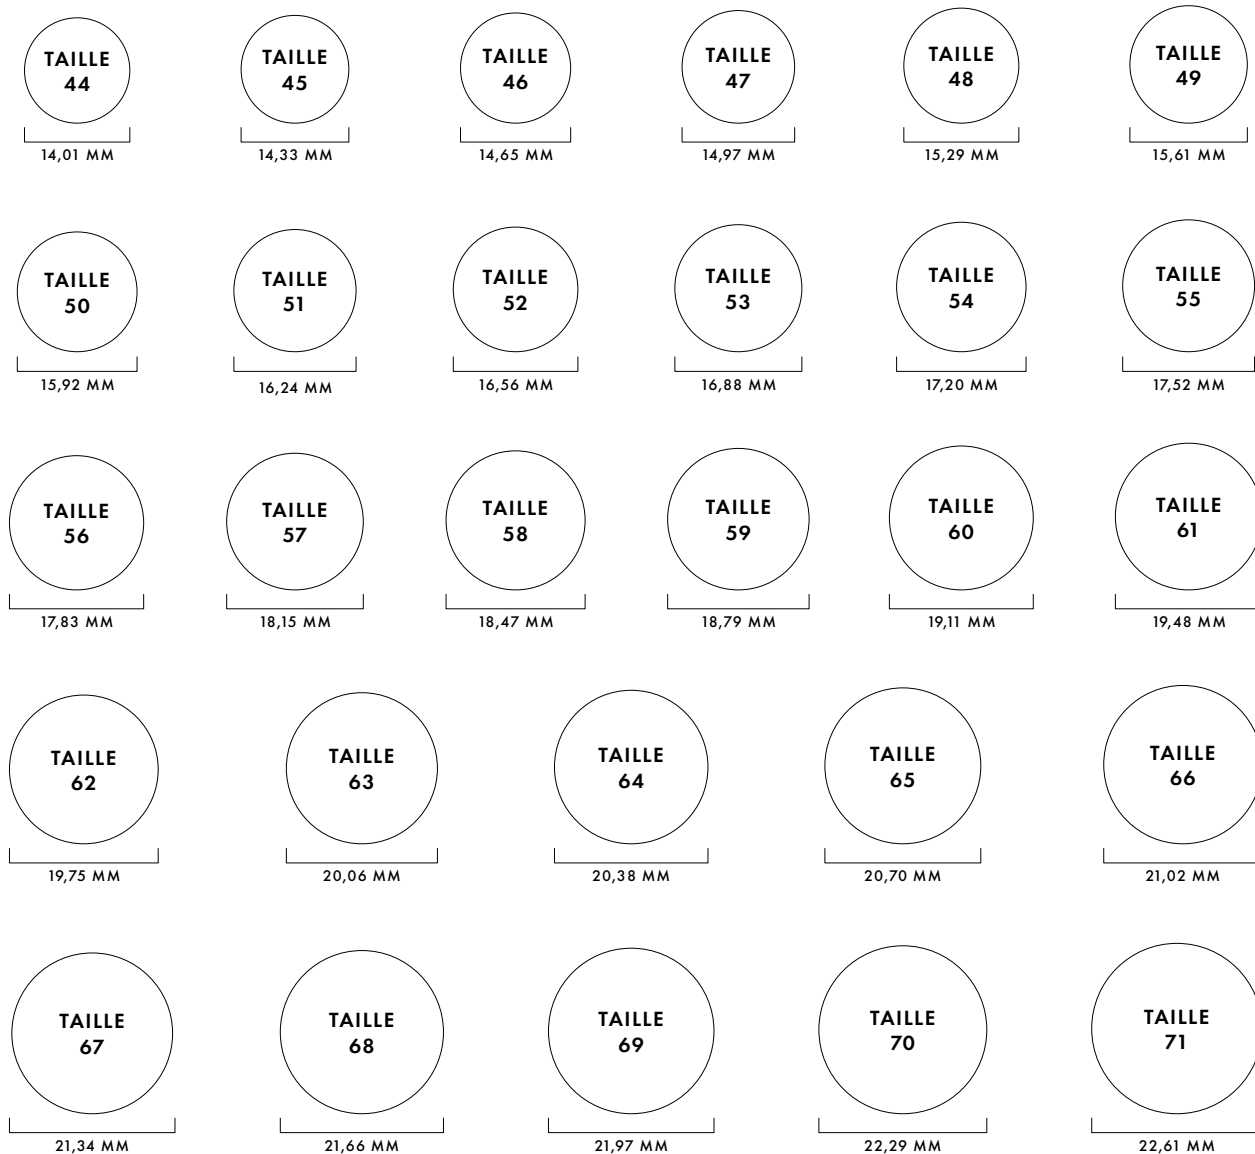 TAILLE
44
14,01 MM
TAILLE
45
14,33 MM
TAILLE
46
14,65 MM
TAILLE
47
14,97 MM
TAILLE
48
15,29 MM
TAILLE
49
15,61 MM
TAILLE
50
15,92 MM
TAILLE
51
16,24 MM
TAILLE
52
16,56 MM
TAILLE
53
16,88 MM
TAILLE
54
17,20 MM
TAILLE
55
17,52 MM
TAILLE
56
17,83 MM
TAILLE
57
18,15 MM
TAILLE
58
18,47 MM
TAILLE
59
18,79 MM
TAILLE
60
19,11 MM
TAILLE
61
19,48 MM
TAILLE
62
19,75 MM
TAILLE
63
20,06 MM
TAILLE
64
20,38 MM
TAILLE
65
20,70 MM
TAILLE
66
21,02 MM
TAILLE
67
21,34 MM
TAILLE
68
21,66 MM
TAILLE
69
21,97 MM
TAILLE
70
22,29 MM
TAILLE
71
22,61 MM